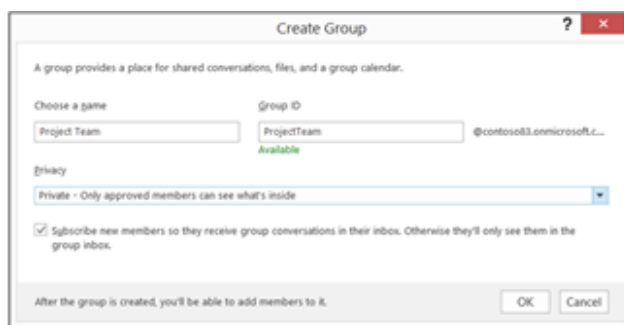 Create Group
?
A group provides a place for shared conversations, files, and a group calendar.
Choose a name
Group ID
Project Team
ProjectTeam
@contoso83.onmicrosoft.c...
Available
Privacy
Private - Only approved members can see what's inside
Subscribe new members so they receive group conversations in their inbox. Otherwise they'll only see them in the
group inbox.
After the group is created, you'll be able to add members to it.
OK
Cancel